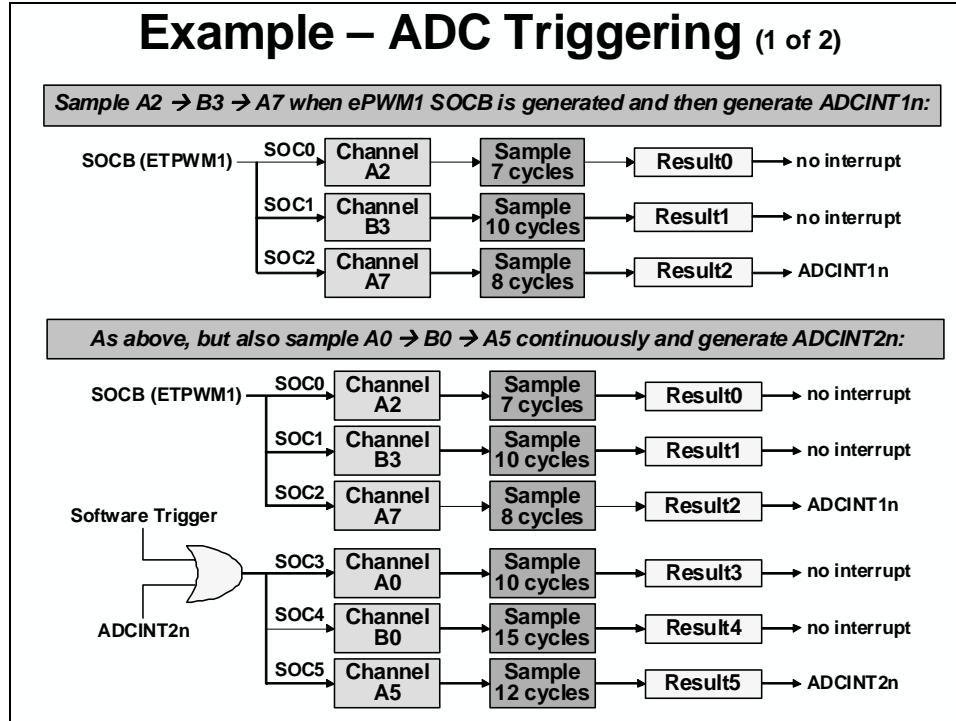 Example – ADC Triggering (1 of 2)
Sample A2 → B3 → A7 when ePWM1 SOCB is generated and then generate ADCINT1n:
SOCB (ETPWM1)
SOC0
Channel
A2
Sample
7 cycles
Result0
no interrupt
SOC1
Channel
B3
Sample
10 cycles
Result1
no interrupt
SOC2
Channel
A7
Sample
8 cycles
Result2
ADCINT1n
As above, but also sample A0 → B0 → A5 continuously and generate ADCINT2n:
SOCB (ETPWM1)
SOC0
Channel
A2
Sample
7 cycles
Result0
no interrupt
SOC1
Channel
B3
Sample
10 cycles
Result1
no interrupt
SOC2
Channel
A7
Sample
8 cycles
Result2
ADCINT1n
Software Trigger
ADCINT2n
SOC3
Channel
A0
Sample
10 cycles
Result3
no interrupt
SOC4
Channel
B0
Sample
15 cycles
Result4
no interrupt
SOC5
Channel
A5
Sample
12 cycles
Result5
ADCINT2n